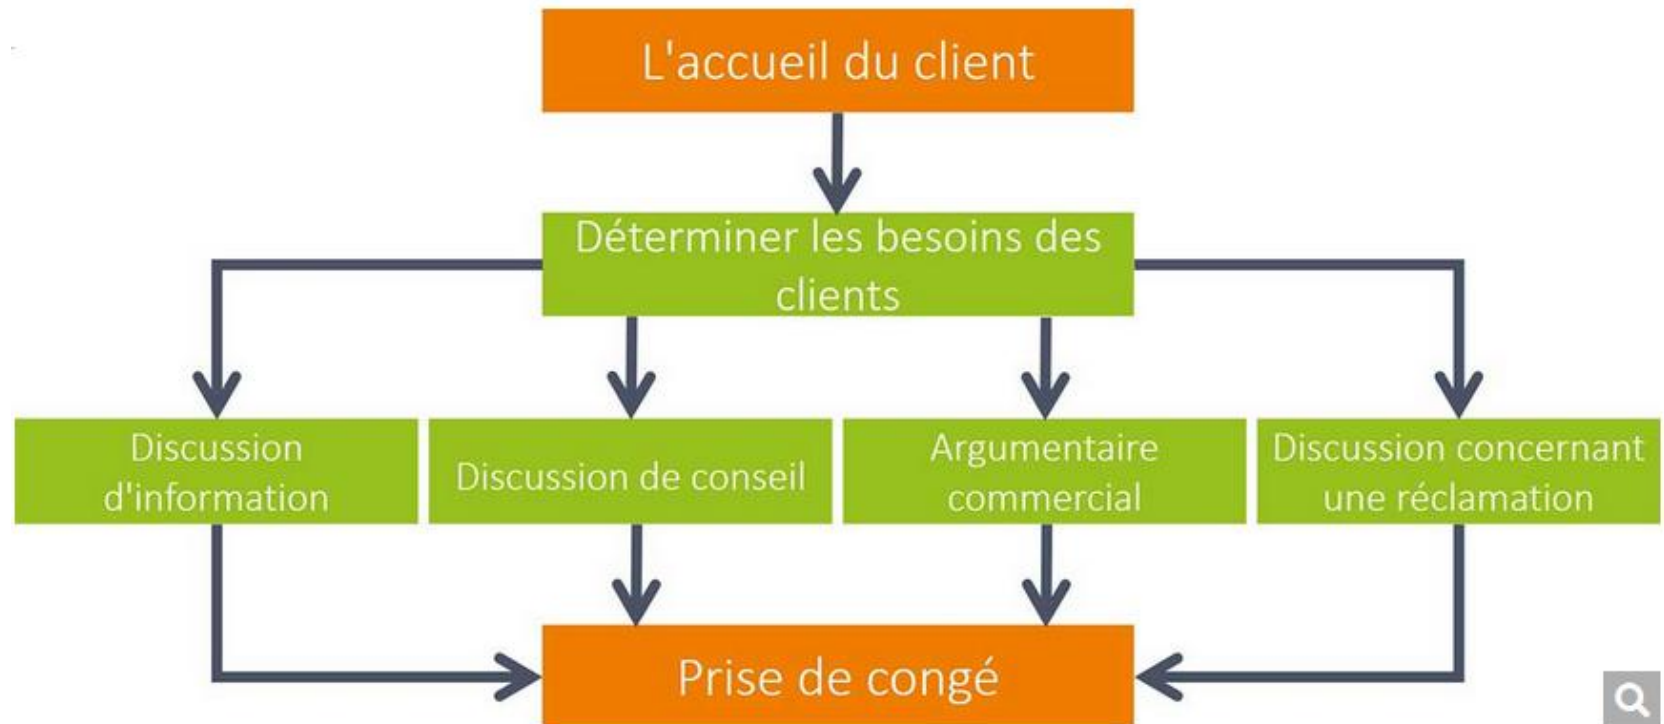 L'accueil du client
Déterminer les besoins des
clients
Discussion
d'information
Discussion de conseil
Argumentaire
commercial
Discussion concernant
une réclamation
Prise de congé